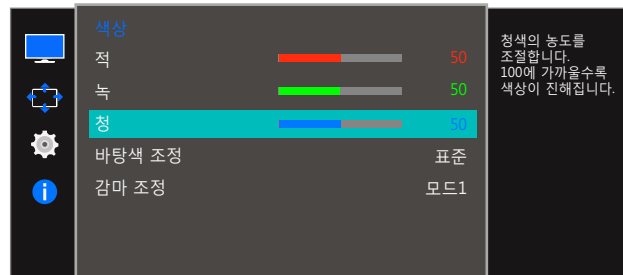 색상
적 50
녹 50
청 50
바탕색 조정 표준
감마 조정 모드1
청색의 농도를
조절합니다.
100에 가까울수록
색상이 진해집니다.